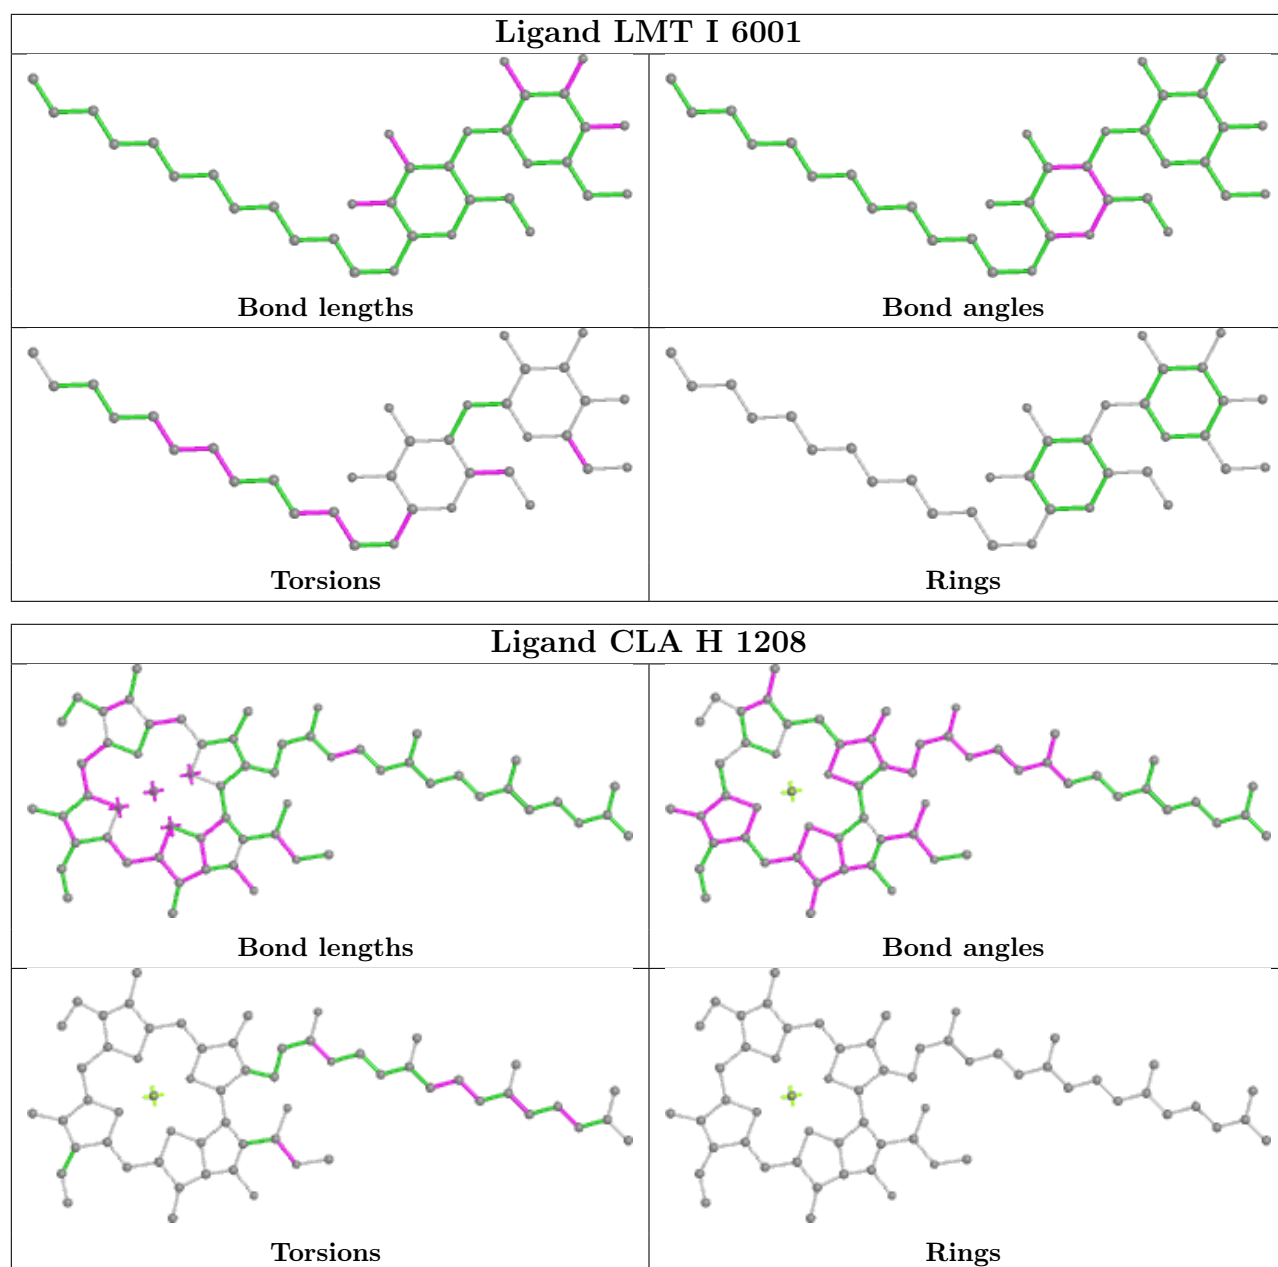 Ligand LMT I 6001
Bond lengths
Bond angles
Torsions
Rings
Ligand CLA H 1208
Bond lengths
Bond angles
Torsions
Rings